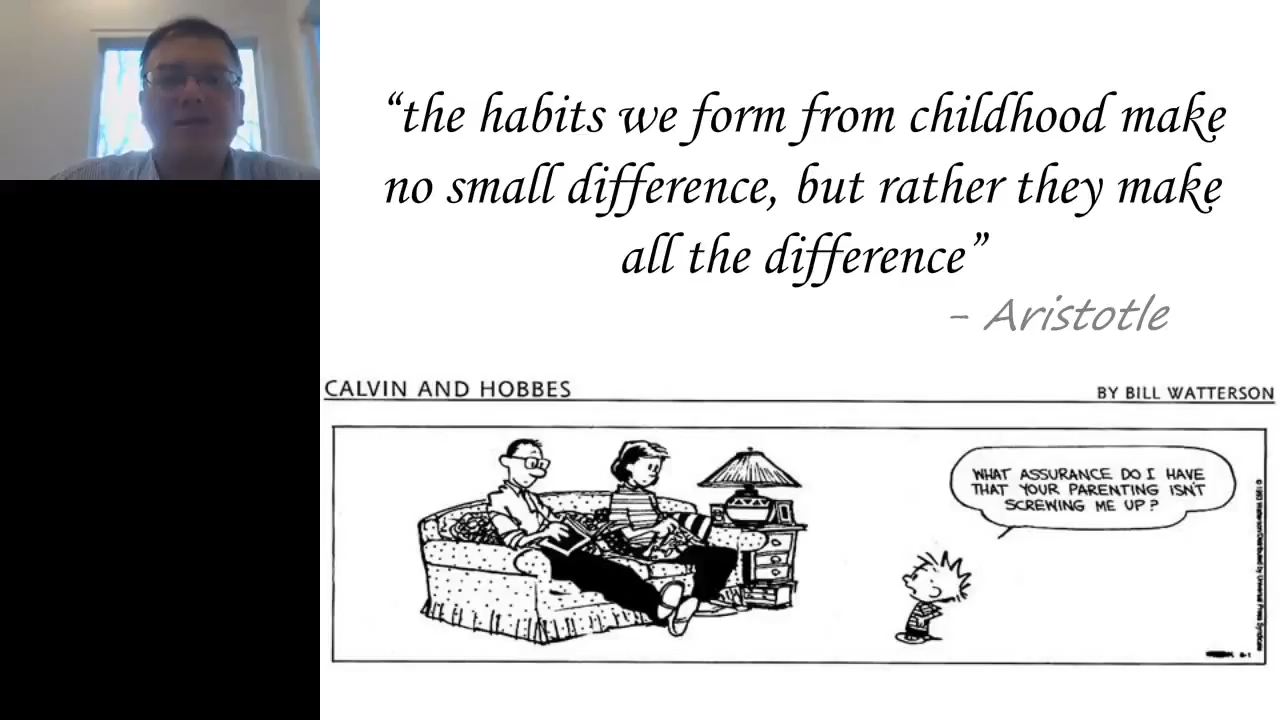 “the habits we form from childhood make
no small difference, but rather they make
all the difference”
- Aristotle
CALVIN AND HOBBES
BY BILL WATTERSON
WHAT ASSURANCE DO I HAVE
THAT YOUR PARENTING ISN'T
SCREWING ME UP?